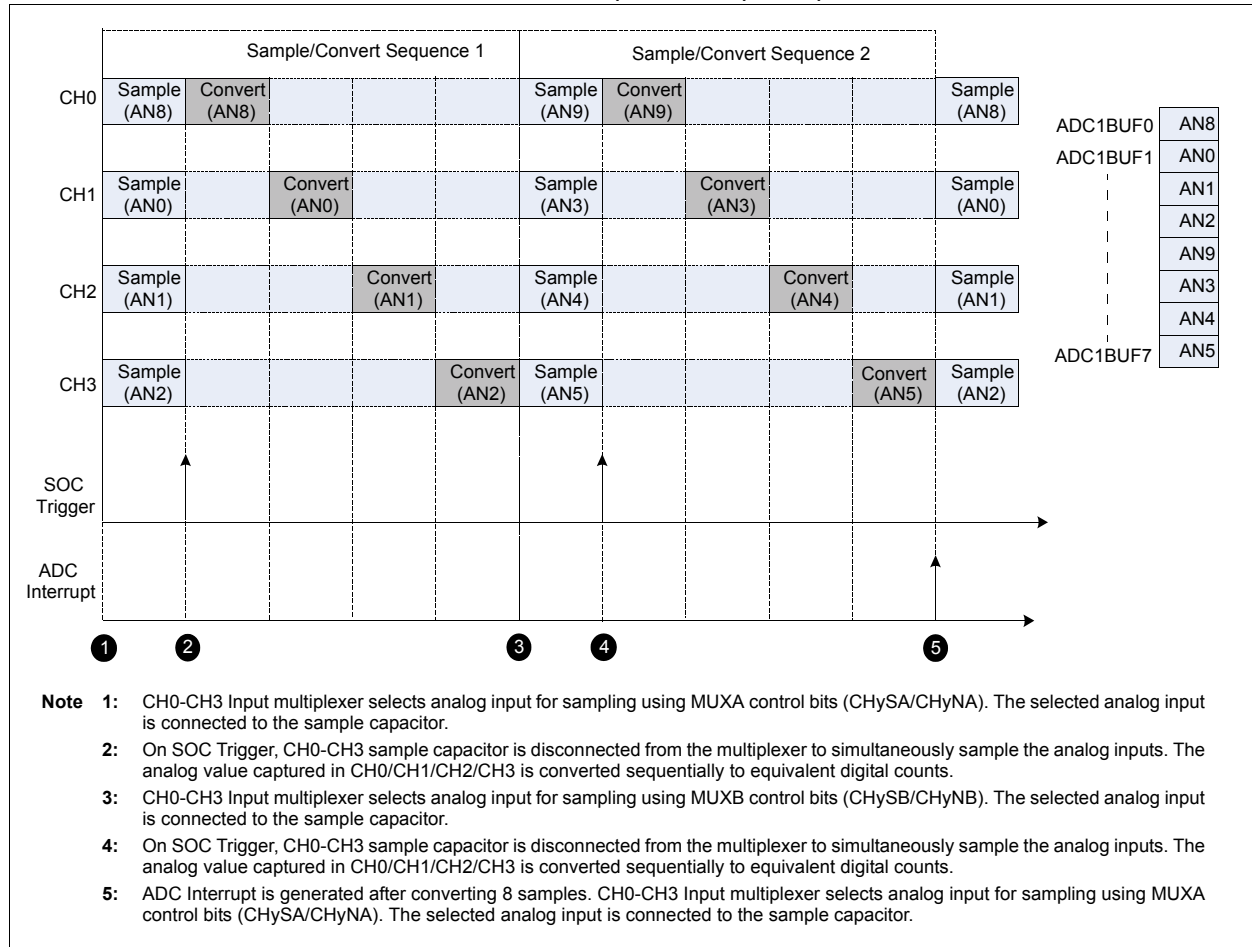 Sample/Convert Sequence 1 Sample/Convert Sequence 2
CH0 Sample (AN8) Convert (AN8) Sample (AN9) Convert (AN9) Sample (AN8)
CH1 Sample (AN0) Convert (AN0) Sample (AN3) Convert (AN3) Sample (AN0)
CH2 Sample (AN1) Convert (AN1) Sample (AN4) Convert (AN4) Sample (AN1)
CH3 Sample (AN2) Convert (AN2) Sample (AN5) Convert (AN5) Sample (AN2)
ADC1BUF0 AN8
ADC1BUF1 AN0
AN1
AN2
AN9
AN3
AN4
ADC1BUF7 AN5
SOC
Trigger
ADC
Interrupt
1 2 3 4 5
Note 1: CH0-CH3 Input multiplexer selects analog input for sampling using MUXA control bits (CHySA/CHyNA). The selected analog input
is connected to the sample capacitor.
2: On SOC Trigger, CH0-CH3 sample capacitor is disconnected from the multiplexer to simultaneously sample the analog inputs. The
analog value captured in CH0/CH1/CH2/CH3 is converted sequentially to equivalent digital counts.
3: CH0-CH3 Input multiplexer selects analog input for sampling using MUXB control bits (CHySB/CHyNB). The selected analog input
is connected to the sample capacitor.
4: On SOC Trigger, CH0-CH3 sample capacitor is disconnected from the multiplexer to simultaneously sample the analog inputs. The
analog value captured in CH0/CH1/CH2/CH3 is converted sequentially to equivalent digital counts.
5: ADC Interrupt is generated after converting 8 samples. CH0-CH3 Input multiplexer selects analog input for sampling using MUXA
control bits (CHySA/CHyNA). The selected analog input is connected to the sample capacitor.